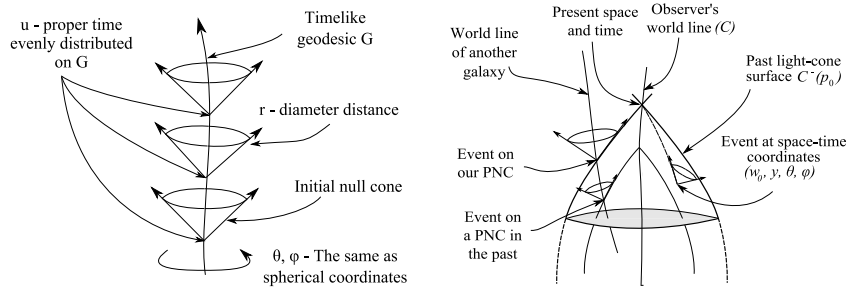 u - proper time
evenly distributed
on G
Timelike
geodesic G
r - diameter distance
Initial null cone
θ, φ - The same as
spherical coordinates
World line
of another
galaxy
Present space
and time
Observer's
world line (C)
Past light-cone
surface C⁻(p₀)
Event at space-time
coordinates
(w₀, y, θ, φ)
Event on
our PNC
Event on
a PNC in
the past